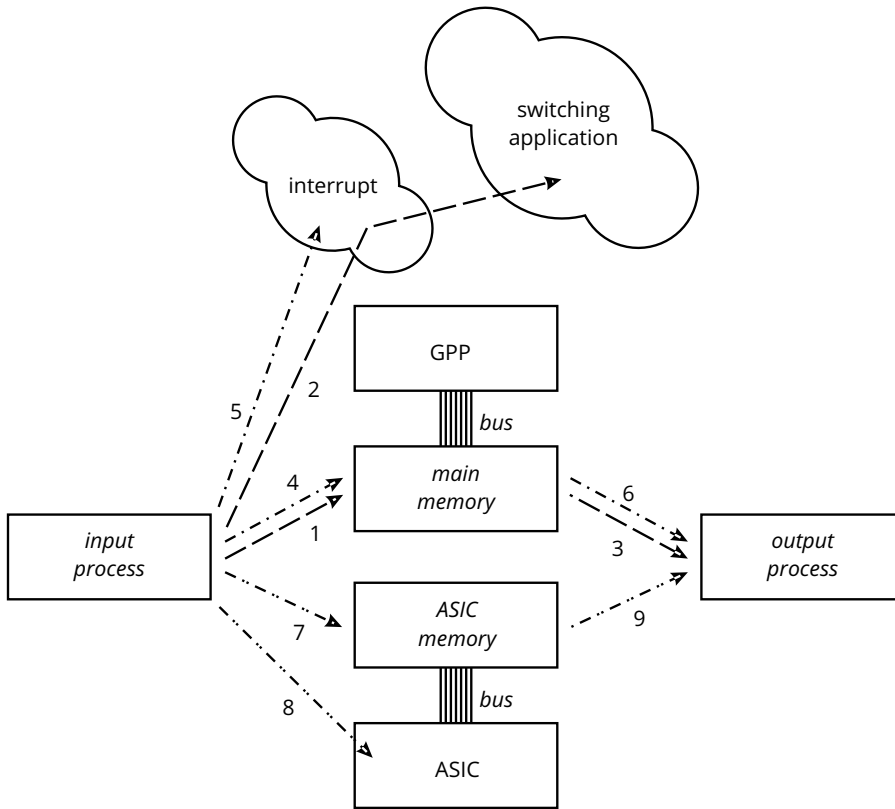 switching
application
interrupt
GPP
5
2
bus
main
memory
4
1
6
3
input
process
output
process
ASIC
memory
7
9
8
bus
ASIC